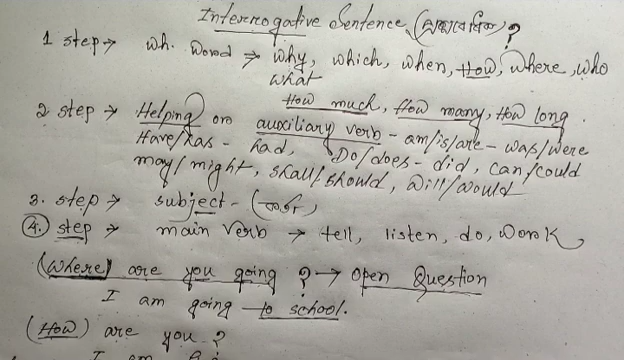 Interrogative Sentence (প্রশ্নবোধক) ?
1 step → wh. Word → why, which, when, How, where, who
what
How much, How many, How long.
2 step → Helping or auxiliary verb - am/is/are - was/were
Have/has - had, Do/does - did, can/could
may/might, shall/should, will/would
3. step → subject - (কর্তা)
4. step → main verb → tell, listen, do, work,
(Where) are you going ? → open Question
I am going to school.
(How) are you ?
I am